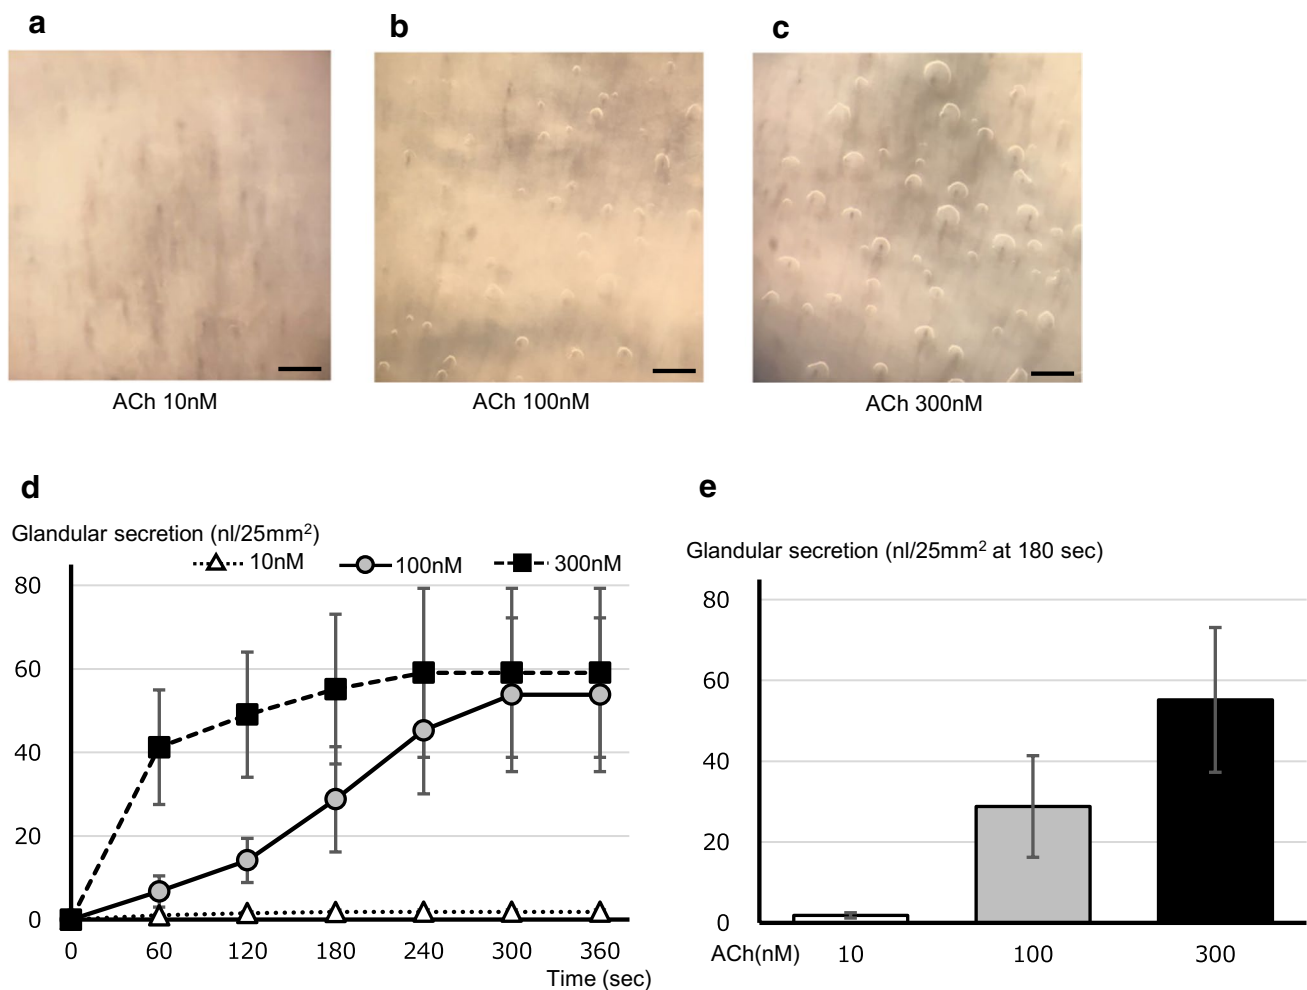 a
b
c
ACh 10nM
ACh 100nM
ACh 300nM
d
Glandular secretion (nl/25mm²)
10nM
100nM
300nM
80
60
40
20
0
0 60 120 180 240 300 360
Time (sec)
e
Glandular secretion (nl/25mm² at 180 sec)
80
60
40
20
0
ACh(nM) 10 100 300